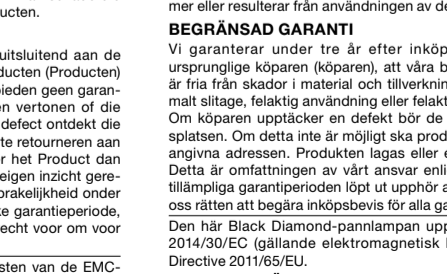 ducten.
uitsluitend aan de
ducten (Producten)
ieden geen garan-
en vertonen of die
defect ontdekt die
te retourneren aan
het Product dan
eigen inzicht gere-
prakelijkheid onder
garantieperiode,
echt voor om voor
sten van de EMC-
mer eller resulterar från användningen av
BEGRÄNSAD GARANTI
Vi garanterar under tre år efter inköp
ursprunglige köparen (köparen), att våra
är fria från skador i material och tillverknin
malt slitage, felaktig användning eller felakt
Om köparen upptäcker en defekt bör de
splatsen. Om detta inte är möjligt ska prod
angivna adressen. Produkten lagas eller
Detta är omfattningen av vårt ansvar enli
tillämpliga garantiperioden löpt ut upphör a
oss rätten att begära inköpsbevis för alla ga
Den här Black Diamond-pannlampan upp
2014/30/EC (gällande elektromagnetisk
Directive 2011/65/EU.